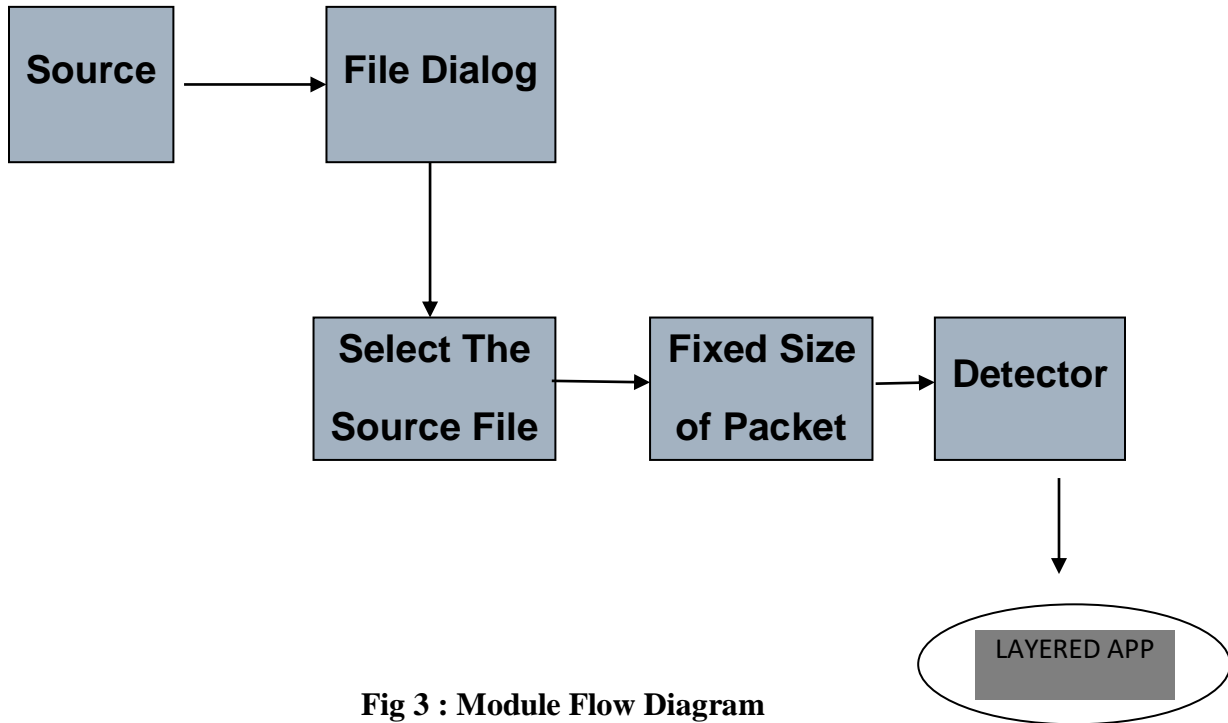 Source
File Dialog
Select The
Source File
Fixed Size
of Packet
Detector
LAYERED APP
Fig 3 : Module Flow Diagram